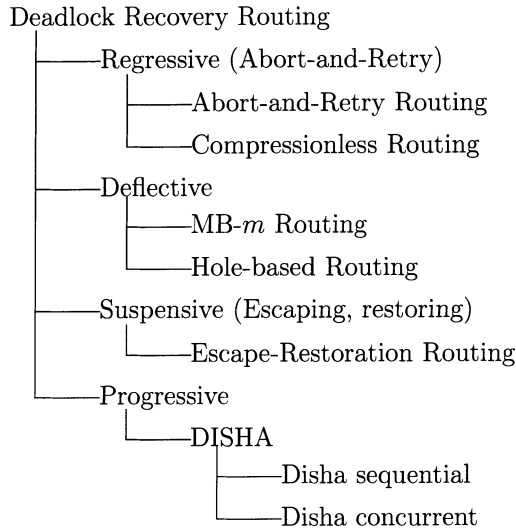 Deadlock Recovery Routing
Regressive (Abort-and-Retry)
Abort-and-Retry Routing
Compressionless Routing
Deflective
MB-m Routing
Hole-based Routing
Suspensive (Escaping, restoring)
Escape-Restoration Routing
Progressive
DISHA
Disha sequential
Disha concurrent